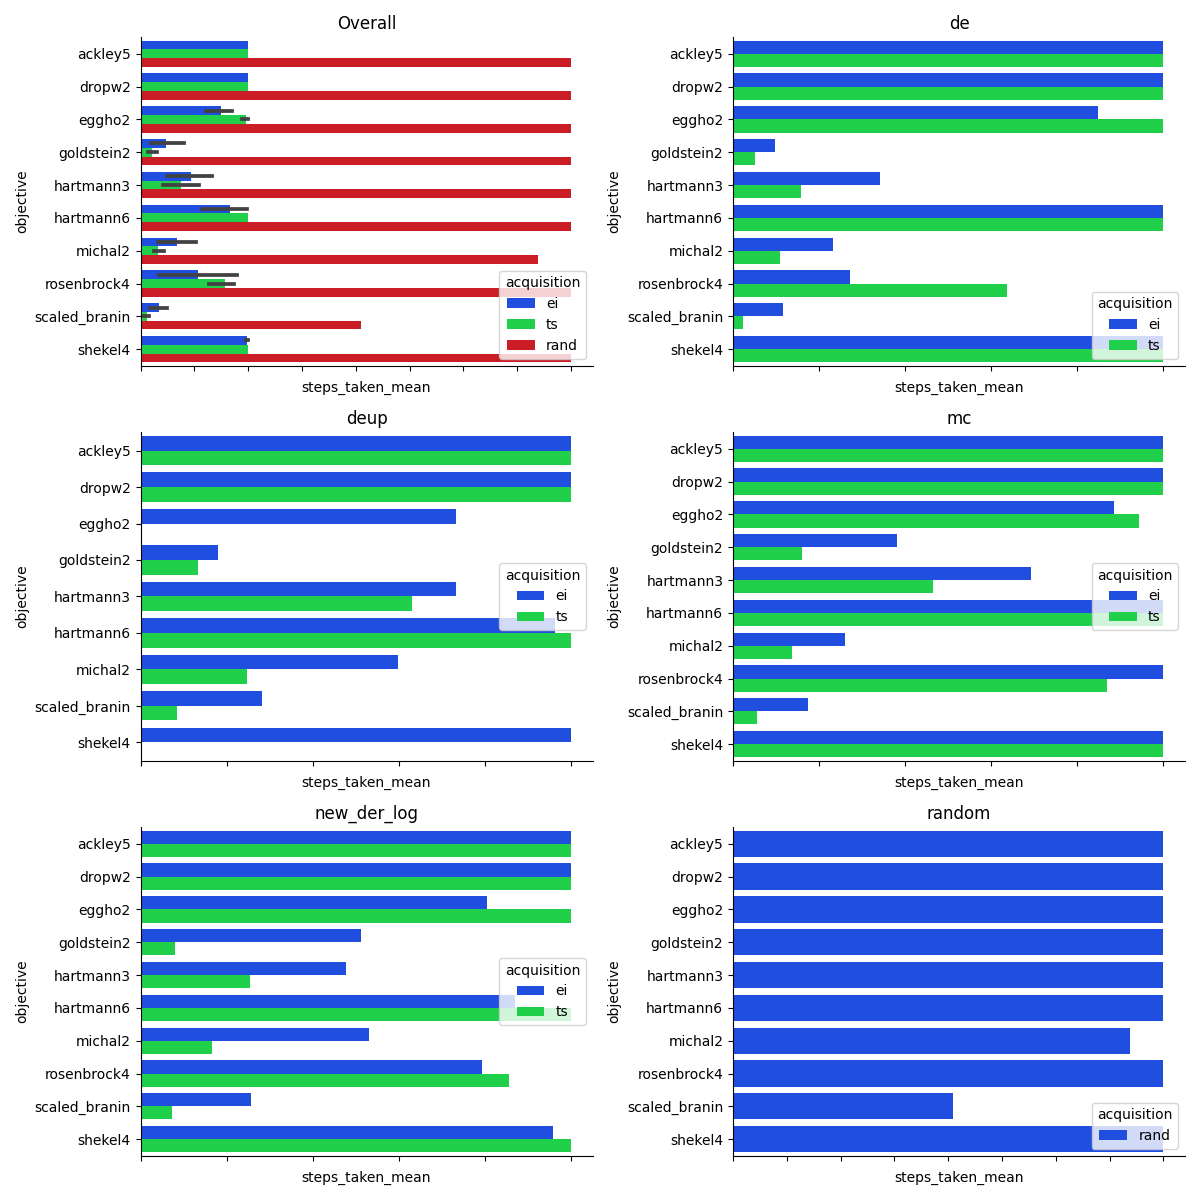 Overall
objective
ackley5
dropw2
eggho2
goldstein2
hartmann3
hartmann6
michal2
rosenbrock4
scaled_branin
shekel4
acquisition
ei
ts
rand
steps_taken_mean
de
objective
ackley5
dropw2
eggho2
goldstein2
hartmann3
hartmann6
michal2
rosenbrock4
scaled_branin
shekel4
acquisition
ei
ts
steps_taken_mean
deup
objective
ackley5
dropw2
eggho2
goldstein2
hartmann3
hartmann6
michal2
scaled_branin
shekel4
acquisition
ei
ts
steps_taken_mean
mc
objective
ackley5
dropw2
eggho2
goldstein2
hartmann3
hartmann6
michal2
rosenbrock4
scaled_branin
shekel4
acquisition
ei
ts
steps_taken_mean
new_der_log
objective
ackley5
dropw2
eggho2
goldstein2
hartmann3
hartmann6
michal2
rosenbrock4
scaled_branin
shekel4
acquisition
ei
ts
steps_taken_mean
random
objective
ackley5
dropw2
eggho2
goldstein2
hartmann3
hartmann6
michal2
rosenbrock4
scaled_branin
shekel4
acquisition
rand
steps_taken_mean